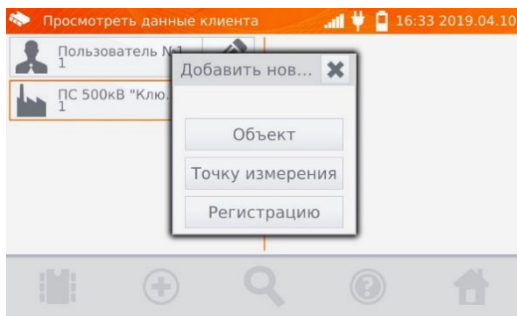 Просмотреть данные клиента 16:33 2019.04.10
Пользователь №1
1
ПС 500кВ "Клю.
1
Добавить нов...
Объект
Точку измерения
Регистрацию